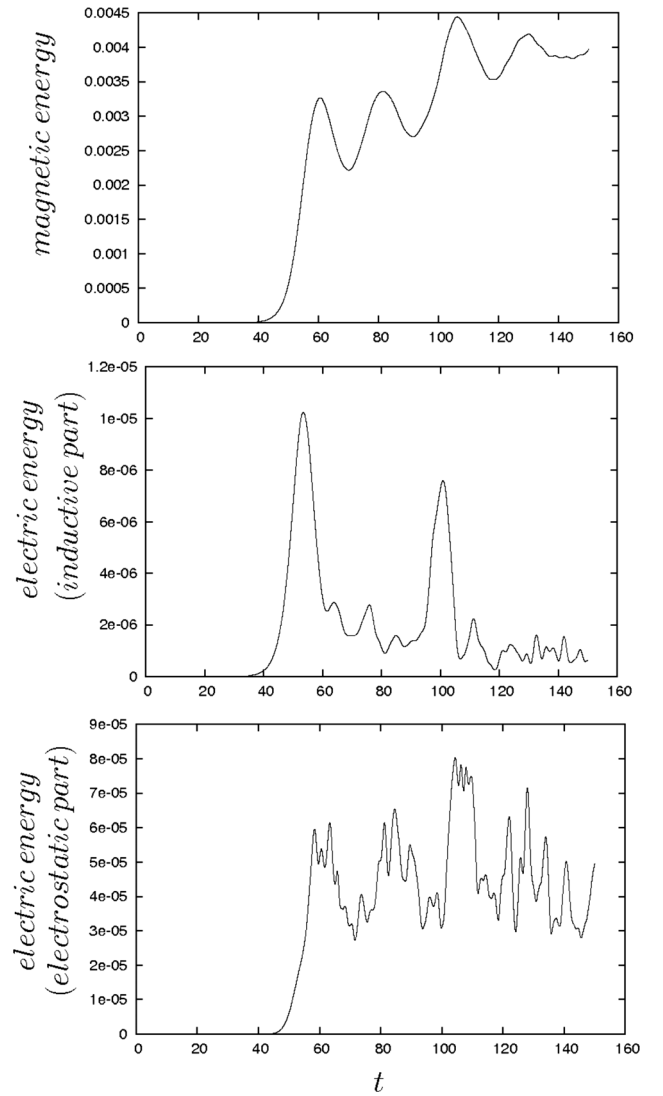 magnetic energy
0.0045
0.004
0.0035
0.003
0.0025
0.002
0.0015
0.001
0.0005
0
0 20 40 60 80 100 120 140 160
electric energy
(inductive part)
1.2e-05
1e-05
8e-06
6e-06
4e-06
2e-06
0
0 20 40 60 80 100 120 140 160
electric energy
(electrostatic part)
9e-05
8e-05
7e-05
6e-05
5e-05
4e-05
3e-05
2e-05
1e-05
0
0 20 40 60 80 100 120 140 160
t